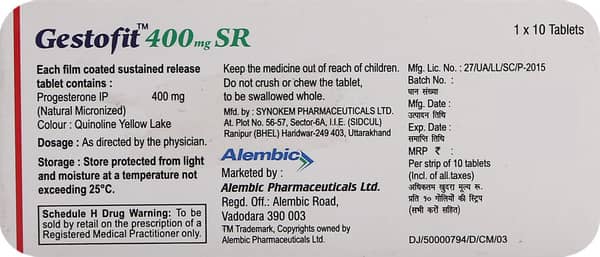 Gestofit™ 400mg SR
1 x 10 Tablets
Each film coated sustained release
tablet contains :
Progesterone IP 400 mg
(Natural Micronized)
Colour : Quinoline Yellow Lake
Dosage : As directed by the physician.
Storage : Store protected from light
and moisture at a temperature not
exceeding 25°C.
Schedule H Drug Warning: To be
sold by retail on the prescription of a
Registered Medical Practitioner only.
Keep the medicine out of reach of children.
Do not crush or chew the tablet,
to be swallowed whole.
Mfd. by : SYNOKEM PHARMACEUTICALS LTD.
At. Plot No. 56-57, Sector-6A, I.I.E. (SIDCUL)
Ranipur (BHEL) Haridwar-249 403, Uttarakhand
Alembic
Marketed by :
Alembic Pharmaceuticals Ltd.
Regd. Off.: Alembic Road,
Vadodara 390 003
TM Trademark, Copyrights owned by
Alembic Pharmaceuticals Ltd.
Mfg. Lic. No. : 27/UA/LL/SC/P-2015
Batch No. :
घान संख्या
Mfg. Date :
उत्पादन तिथि
Exp. Date :
समाप्ति तिथि
MRP ₹ :
Per strip of 10 tablets
(Incl. of all.taxes)
अधिकतम खुदरा मूल्य रू.
प्रति १० गोलियों की स्ट्रिप
(सभी करों सहित)
DJ/50000794/D/CM/03